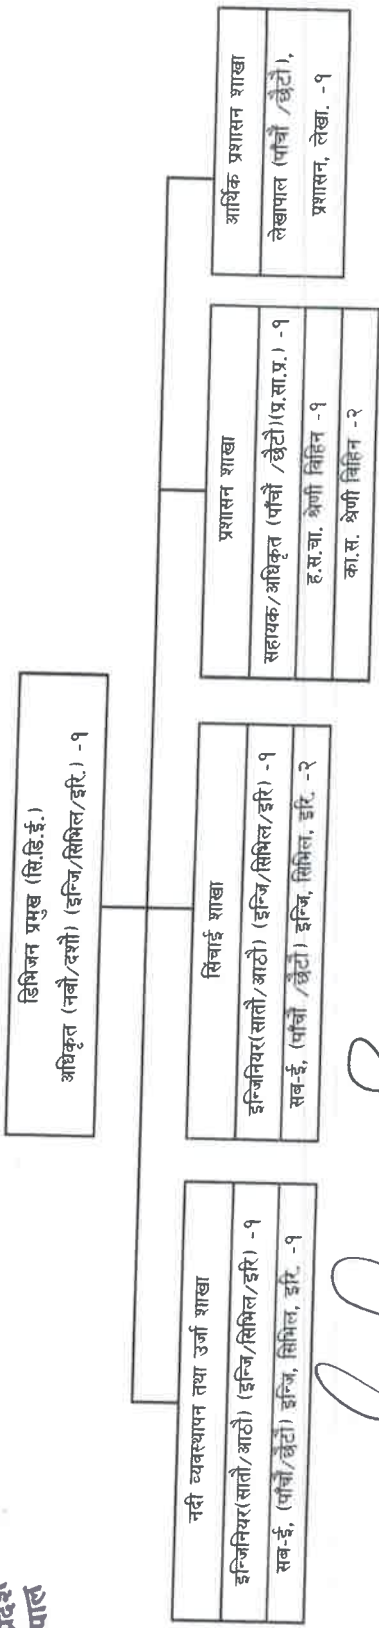 प्रदेश
पाल
डिभिजन प्रमुख (सि.डि.ई.)
अधिकृत (नवौं/दशौं) (इन्जि/सिभिल/इरि.) -१
नदी व्यवस्थापन तथा उर्जा शाखा
इन्जिनियर(सातौं/आठौं) (इन्जि/सिभिल/इरि) -१
सब-ई, (पाँचौं/छैटौं) इन्जि, सिभिल, इरि. -१
सिंचाई शाखा
इन्जिनियर(सातौं/आठौं) (इन्जि/सिभिल/इरि) -१
सब-ई, (पाँचौं /छैटौं) इन्जि, सिभिल, इरि. -२
प्रशासन शाखा
सहायक/अधिकृत (पाँचौं /छैटौं)(प्र.सा.प्र.) -१
ह.स.चा. श्रेणी विहिन -१
का.स. श्रेणी विहिन -२
आर्थिक प्रशासन शाखा
लेखापाल (पाँचौं /छैटौं),
प्रशासन, लेखा. -१